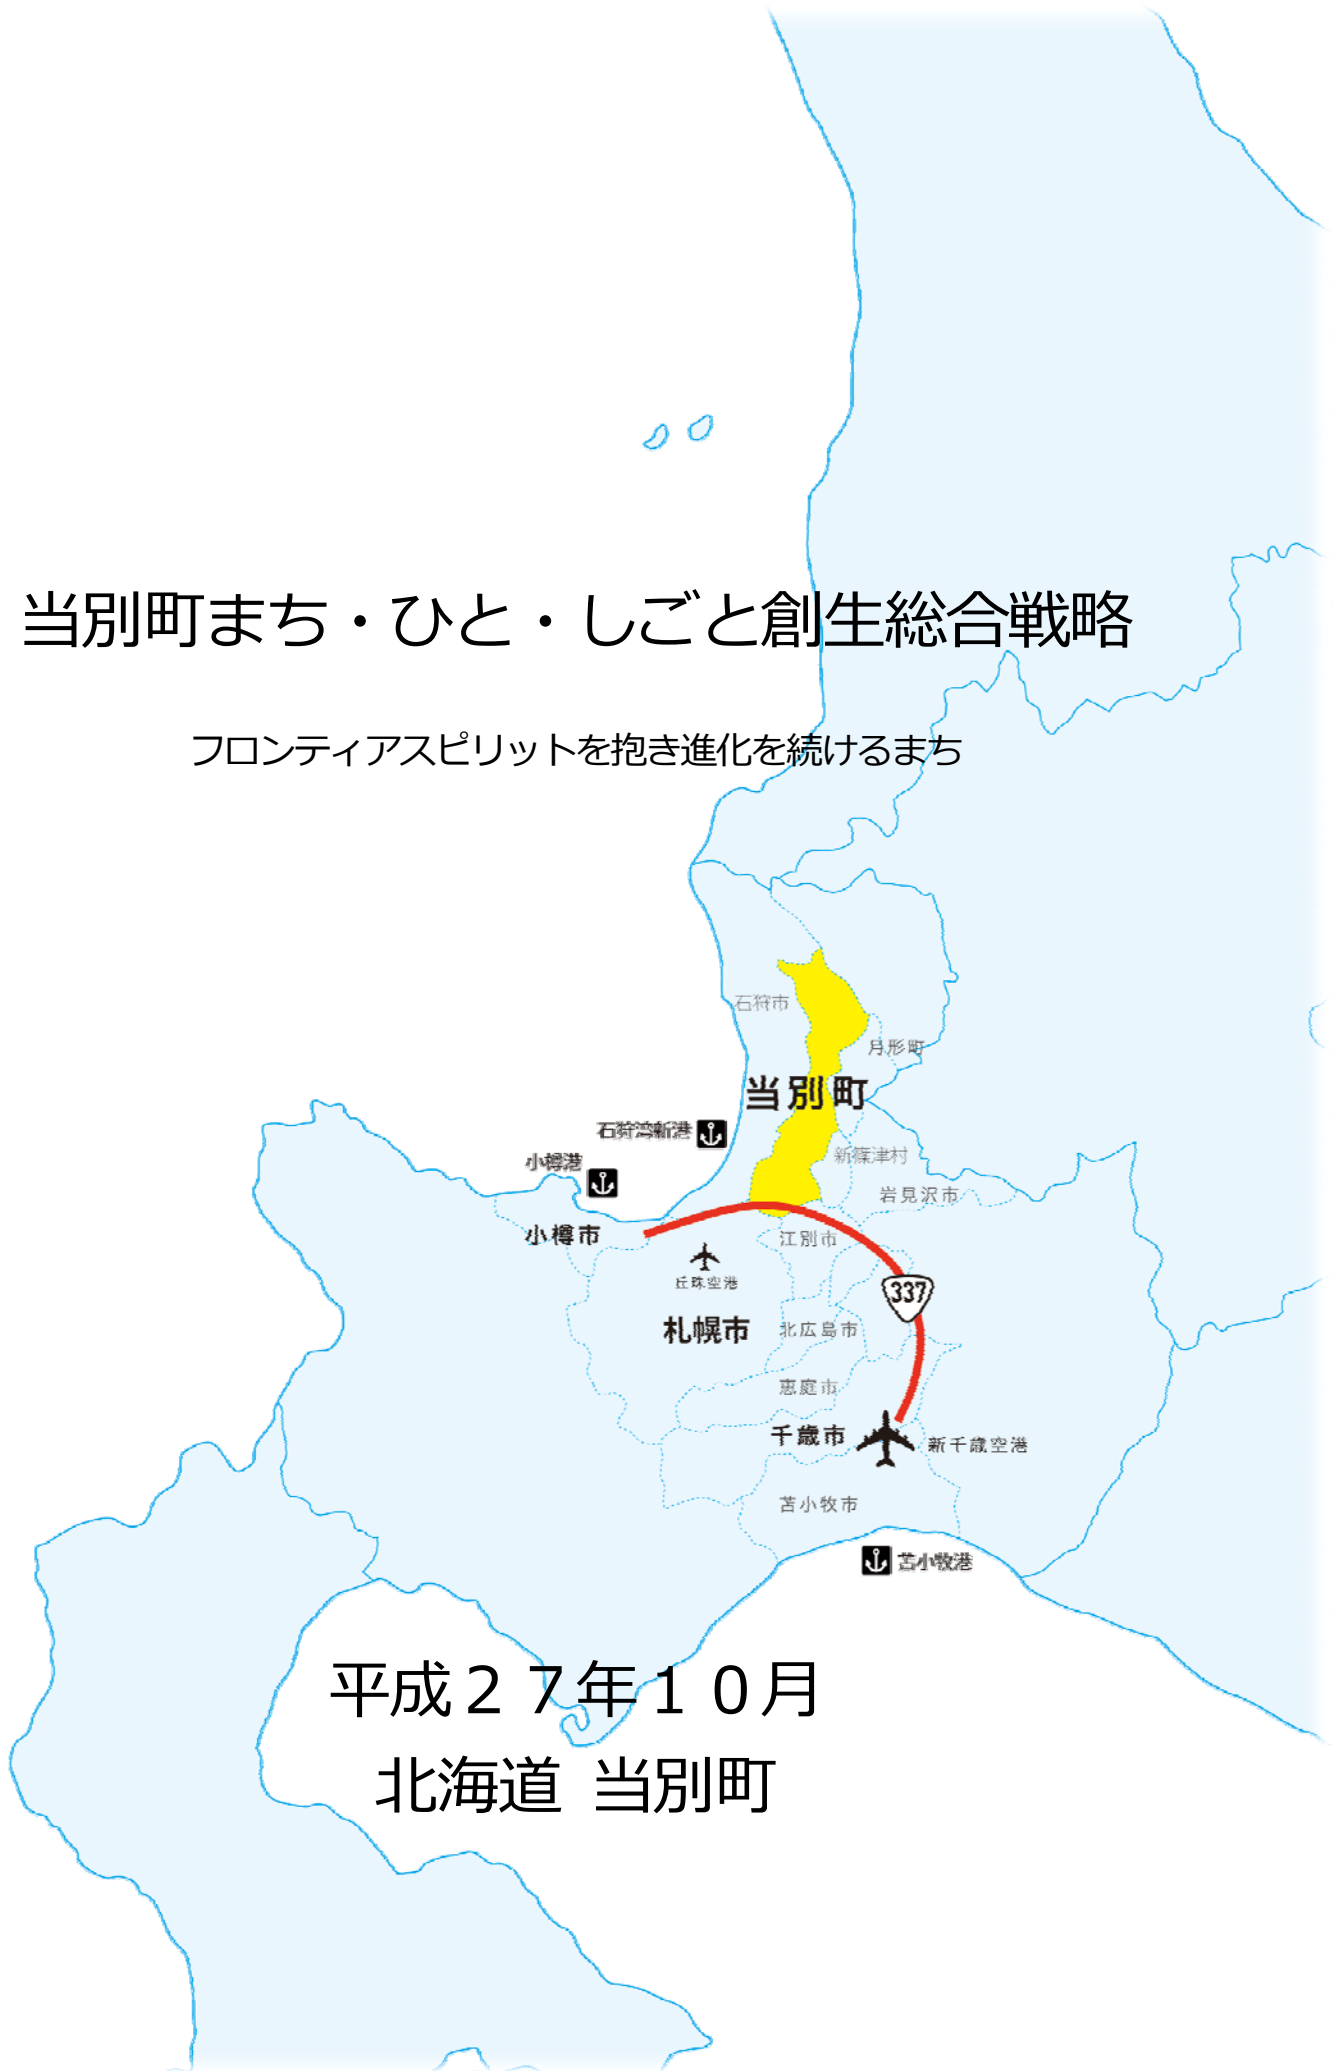 当別町まち・ひと・しごと創生総合戦略
フロンティアスピリットを抱き進化を続けるまち
石狩市
月形町
当別町
石狩湾新港
小樽港
新篠津村
岩見沢市
小樽市
江別市
丘珠空港
337
札幌市
北広島市
恵庭市
千歳市
新千歳空港
苫小牧市
苫小牧港
平成２７年１０月
北海道 当別町